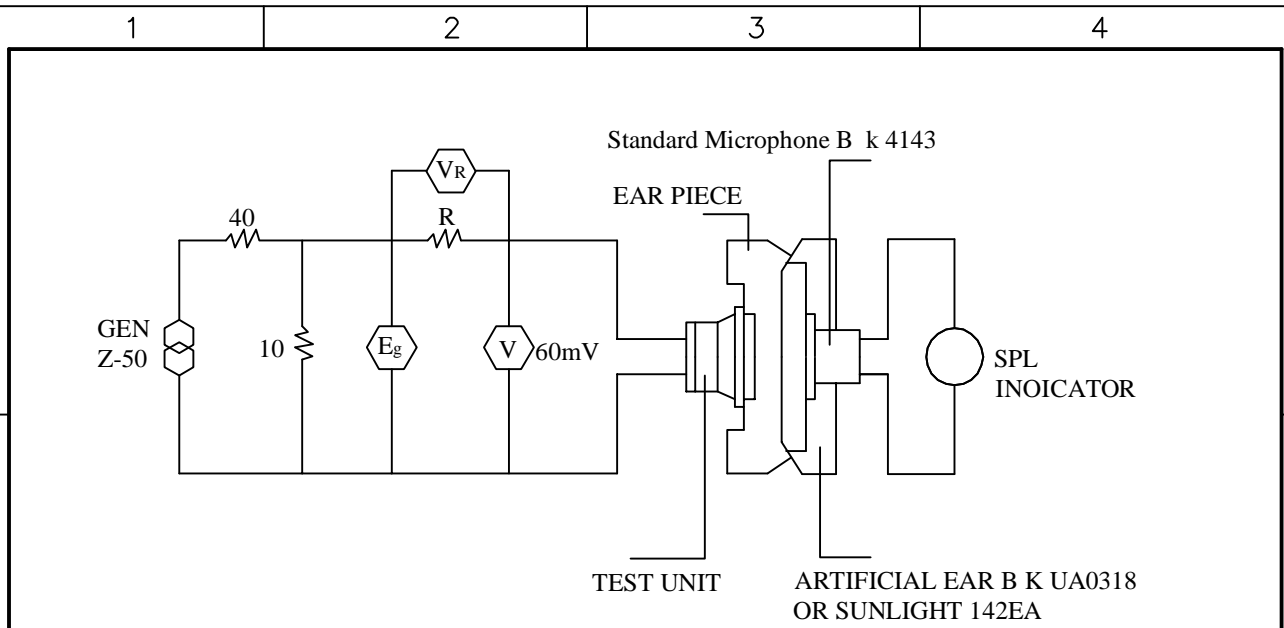 1 2 3 4
Standard Microphone B k 4143
VR
EAR PIECE
40
R
GEN
Z-50
10
Eg
V
60mV
SPL
INOICATOR
TEST UNIT
ARTIFICIAL EAR B K UA0318
OR SUNLIGHT 142EA